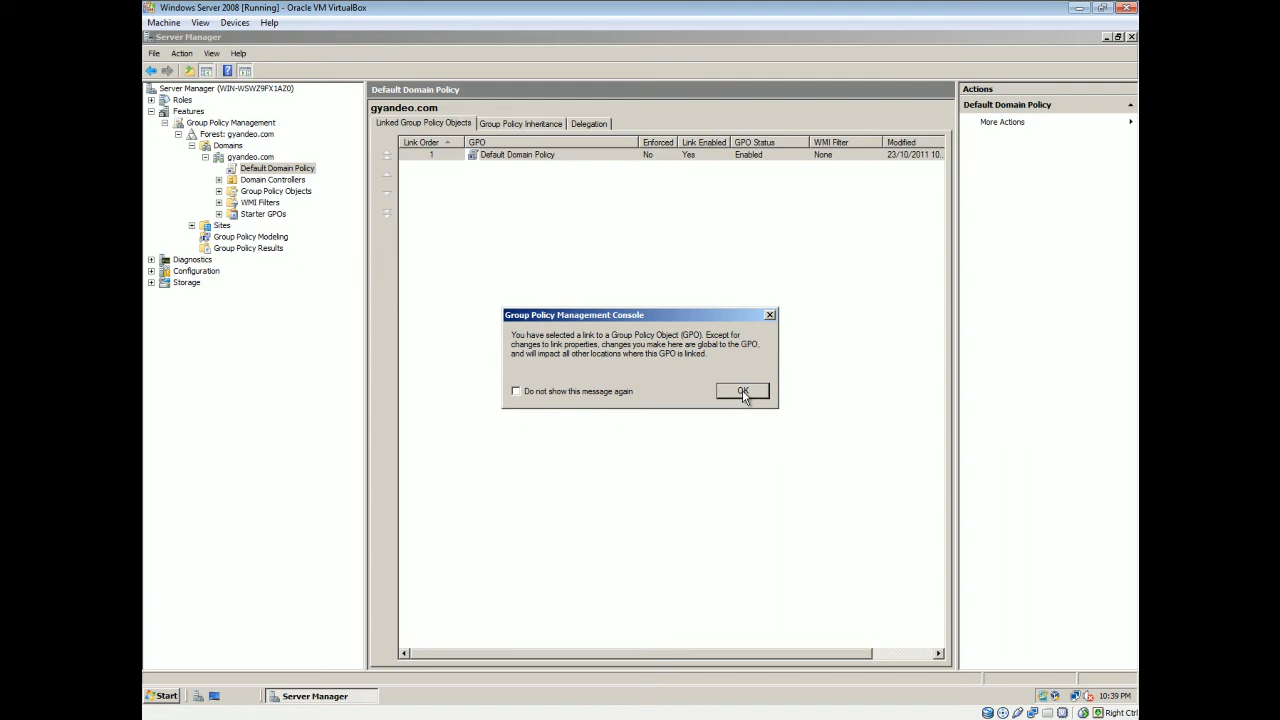 Windows Server 2008 [Running] - Oracle VM VirtualBox
Machine View Devices Help
Server Manager
File Action View Help
Server Manager (WIN-WSWZ9FX1AZ0)
Roles
Features
Group Policy Management
Forest: gyandeo.com
Domains
gyandeo.com
Default Domain Policy
Domain Controllers
Group Policy Objects
WMI Filters
Starter GPOs
Sites
Group Policy Modeling
Group Policy Results
Diagnostics
Configuration
Storage
Default Domain Policy
gyandeo.com
Linked Group Policy Objects Group Policy Inheritance Delegation
Link Order GPO Enforced Link Enabled GPO Status WMI Filter Modified
1 Default Domain Policy No Yes Enabled None 23/10/2011 10...
Group Policy Management Console
You have selected a link to a Group Policy Object (GPO). Except for
changes to link properties, changes you make here are global to the GPO,
and will impact all other locations where this GPO is linked.
Do not show this message again
OK
Actions
Default Domain Policy
More Actions
Start Server Manager 10:39 PM
Right Ctrl